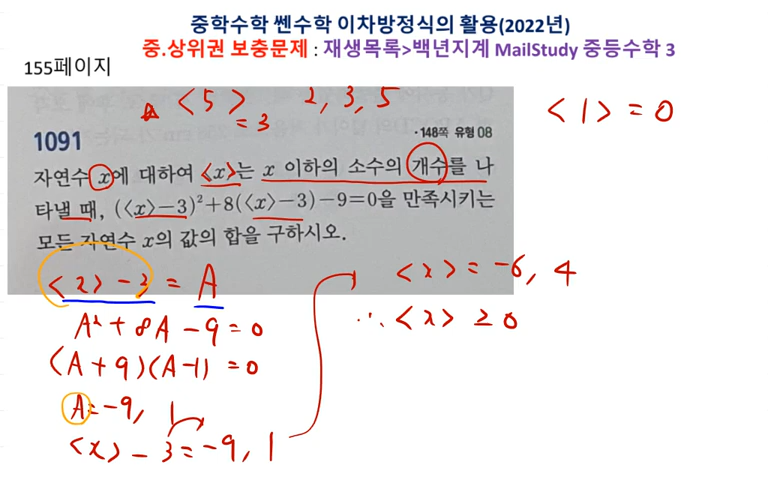 중학수학 쎈수학 이차방정식의 활용(2022년)
중.상위권 보충문제 : 재생목록>백년지계 MailStudy 중등수학 3
155페이지
<5> = 3
2, 3, 5
<1> = 0
1091
·148쪽 유형 08
자연수 x에 대하여 <x>는 x 이하의 소수의 개수를 나
타낼 때, (<x>-3)²+8(<x>-3)-9=0을 만족시키는
모든 자연수 x의 값의 합을 구하시오.
<x> - 3 = A
A² + 8A - 9 = 0
(A + 9)(A - 1) = 0
A = -9, 1
<x> - 3 = -9, 1
<x> = -6, 4
∴ <x> ≥ 0